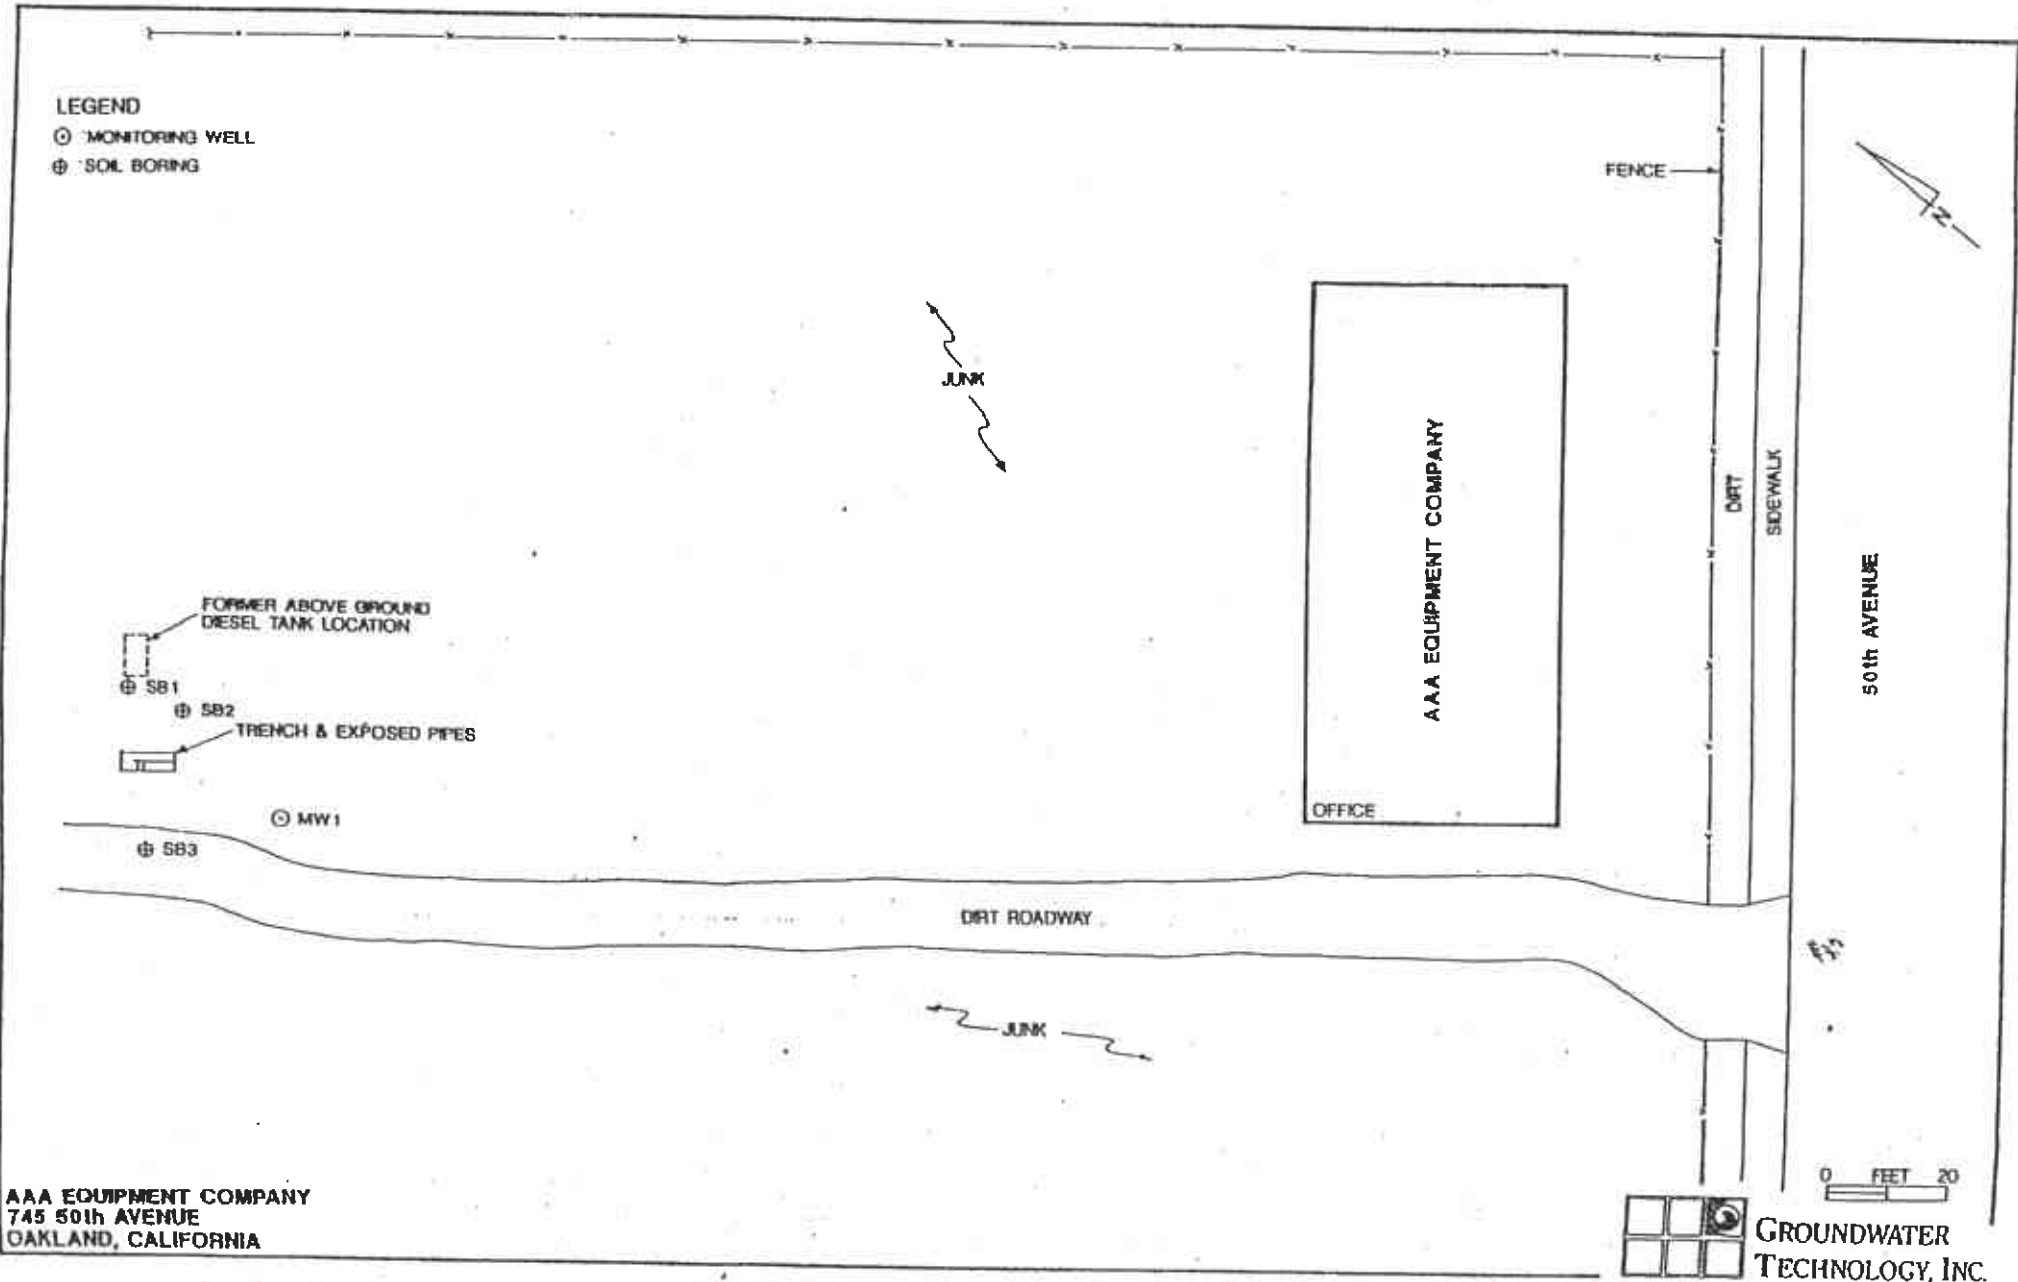 LEGEND
MONITORING WELL
SOIL BORING
FENCE
N
JUNK
AAA EQUIPMENT COMPANY
DIRT
SIDEWALK
50th AVENUE
FORMER ABOVE GROUND
DIESEL TANK LOCATION
SB1
SB2
TRENCH & EXPOSED PIPES
MW1
SB3
OFFICE
DIRT ROADWAY
JUNK
0 FEET 20
AAA EQUIPMENT COMPANY
745 50th AVENUE
OAKLAND, CALIFORNIA
GROUNDWATER
TECHNOLOGY, INC.